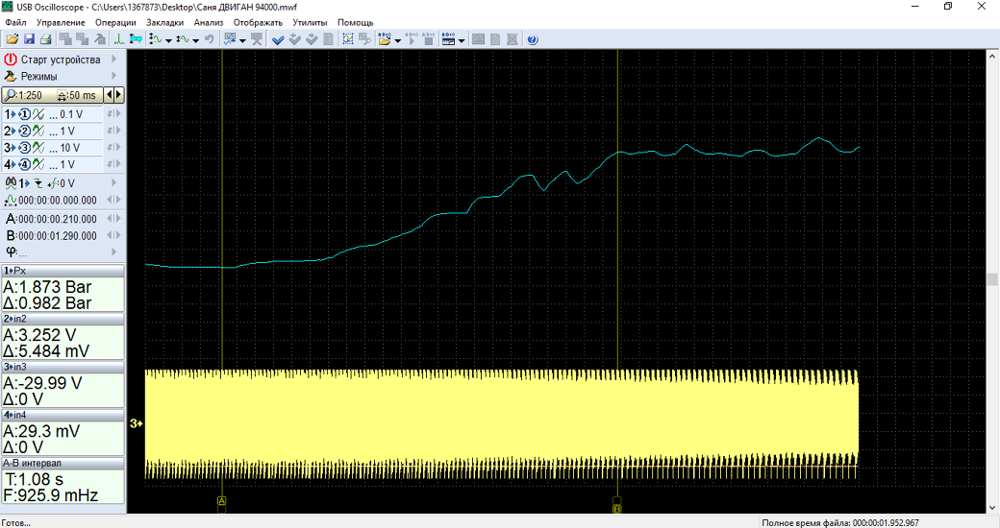 USB Oscilloscope - C:\Users\1367873\Desktop\Саня ДВИГАН 94000.mwf
Файл Управление Операции Закладки Анализ Отображать Утилиты Помощь
Старт устройства
Режимы
:1:250 :50 ms
1 1 ... 0.1 V
2 2 ... 1 V
3 3 ... 10 V
4 4 ... 1 V
1 f:0 V
000:00:00.000.000
A:000:00:00.210.000
B:000:00:01.290.000
φ:...
1 Px
A:1.873 Bar
Δ:0.982 Bar
2 in2
A:3.252 V
Δ:5.484 mV
3 in3
A:-29.99 V
Δ:0 V
4 in4
A:29.3 mV
Δ:0 V
A-B интервал
T:1.08 s
F:925.9 mHz
3
A
B
Готов...
Полное время файла: 000:00:01.952.967